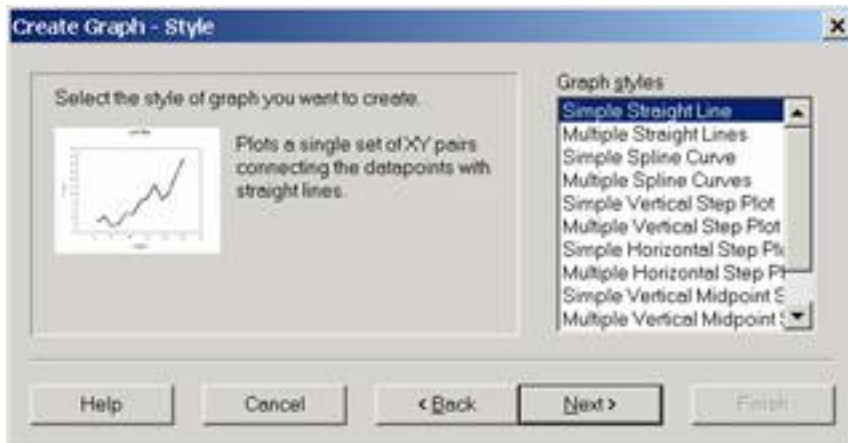 Create Graph - Style
Select the style of graph you want to create.
Plots a single set of XY pairs
connecting the datapoints with
straight lines.
Graph styles
Simple Straight Line
Multiple Straight Lines
Simple Spline Curve
Multiple Spline Curves
Simple Vertical Step Plot
Multiple Vertical Step Plot
Simple Horizontal Step Plo
Multiple Horizontal Step Pl
Simple Vertical Midpoint S
Multiple Vertical Midpoint S
Help
Cancel
< Back
Next >
Finish